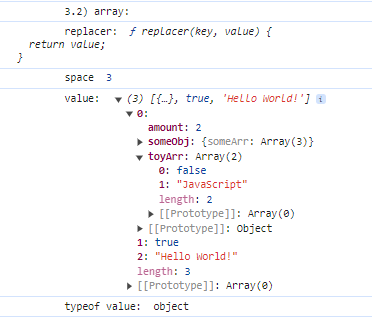 3.2) array:
replacer: ƒ replacer(key, value) {
return value;
}
space 3
value: ▼ (3) [{…}, true, 'Hello World!'] i
▼ 0:
amount: 2
▶ someObj: {someArr: Array(3)}
▼ toyArr: Array(2)
0: false
1: "JavaScript"
length: 2
▶ [[Prototype]]: Array(0)
▶ [[Prototype]]: Object
1: true
2: "Hello World!"
length: 3
▶ [[Prototype]]: Array(0)
typeof value: object